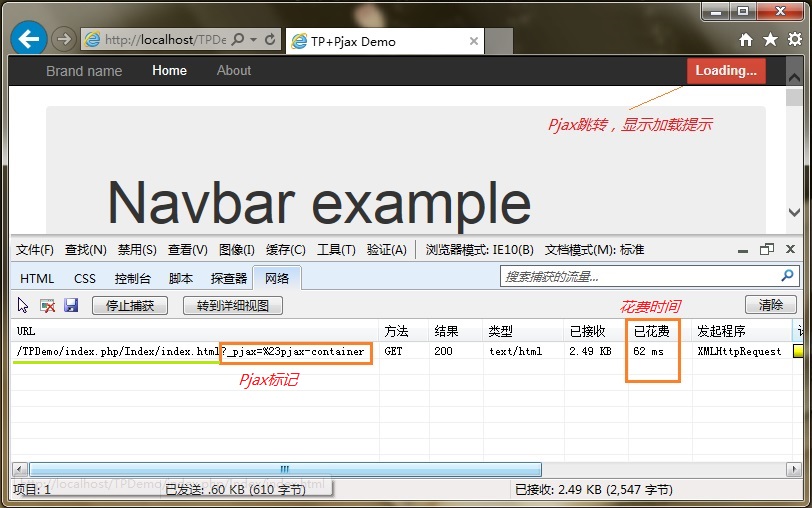 http://localhost/TPDe
TP+Pjax Demo
Brand name Home About Loading...
Pjax跳转，显示加载提示
Navbar example
文件(F) 查找(N) 禁用(S) 查看(V) 图像(I) 缓存(C) 工具(T) 验证(A) 浏览器模式: IE10(B) 文档模式(M): 标准
HTML CSS 控制台 脚本 探查器 网络 搜索捕获的流量...
停止捕获 转到详细视图 花费时间 清除
URL 方法 结果 类型 已接收 已花费 发起程序
/TPDemo/index.php/Index/index.html?_pjax=%23pjax-container GET 200 text/html 2.49 KB 62 ms XMLHttpRequest
Pjax标记
项目: 1 已发送: .60 KB (610 字节) 已接收: 2.49 KB (2,547 字节)